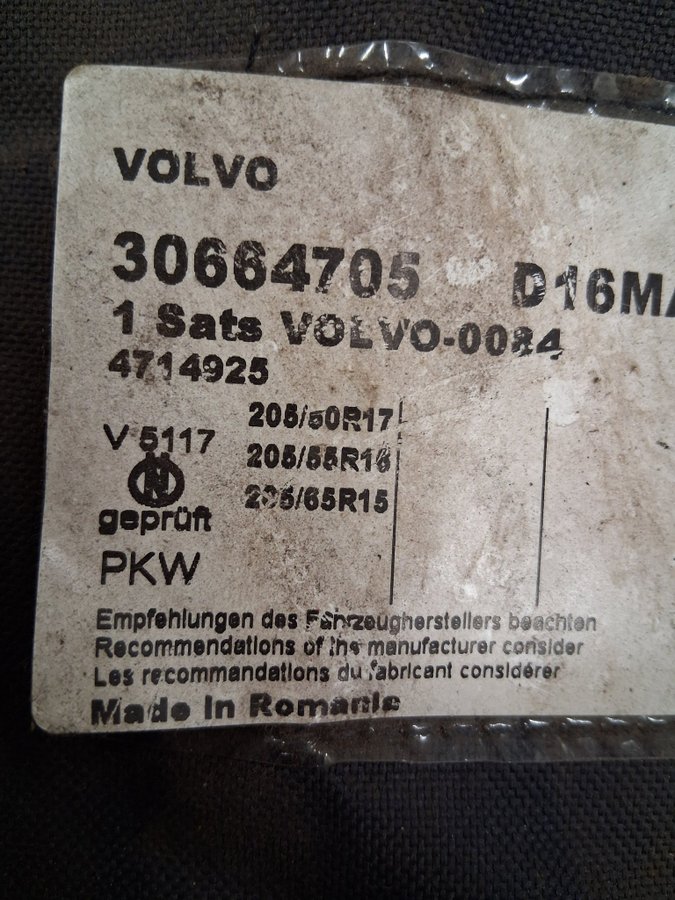 VOLVO
30664705 D16MA
1 Sats VOLVO-0084
4714925
205/50R17
V 5117
205/55R16
N
205/65R15
geprüft
PKW
Empfehlungen des Fahrzeugherstellers beachten
Recommendations of the manufacturer consider
Les recommandations du fabricant considérer
Made in Romania